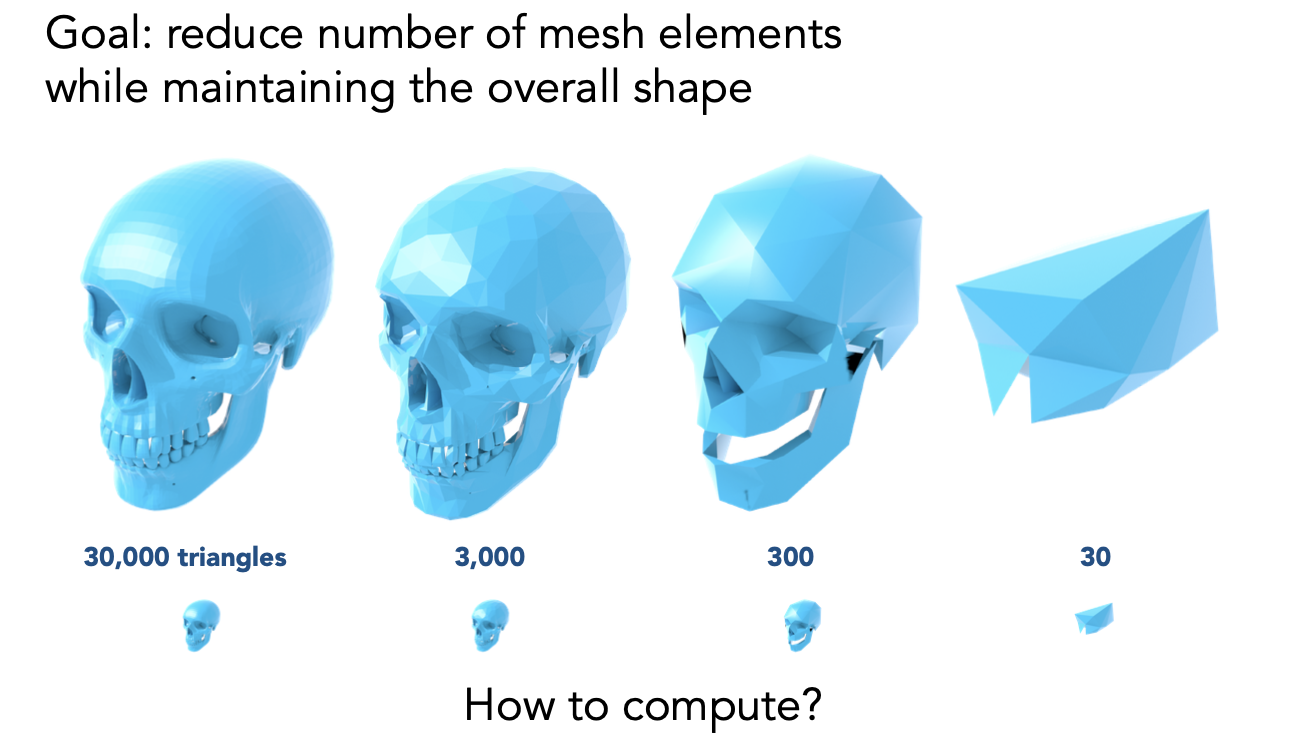 Goal: reduce number of mesh elements
while maintaining the overall shape
30,000 triangles
3,000
300
30
How to compute?